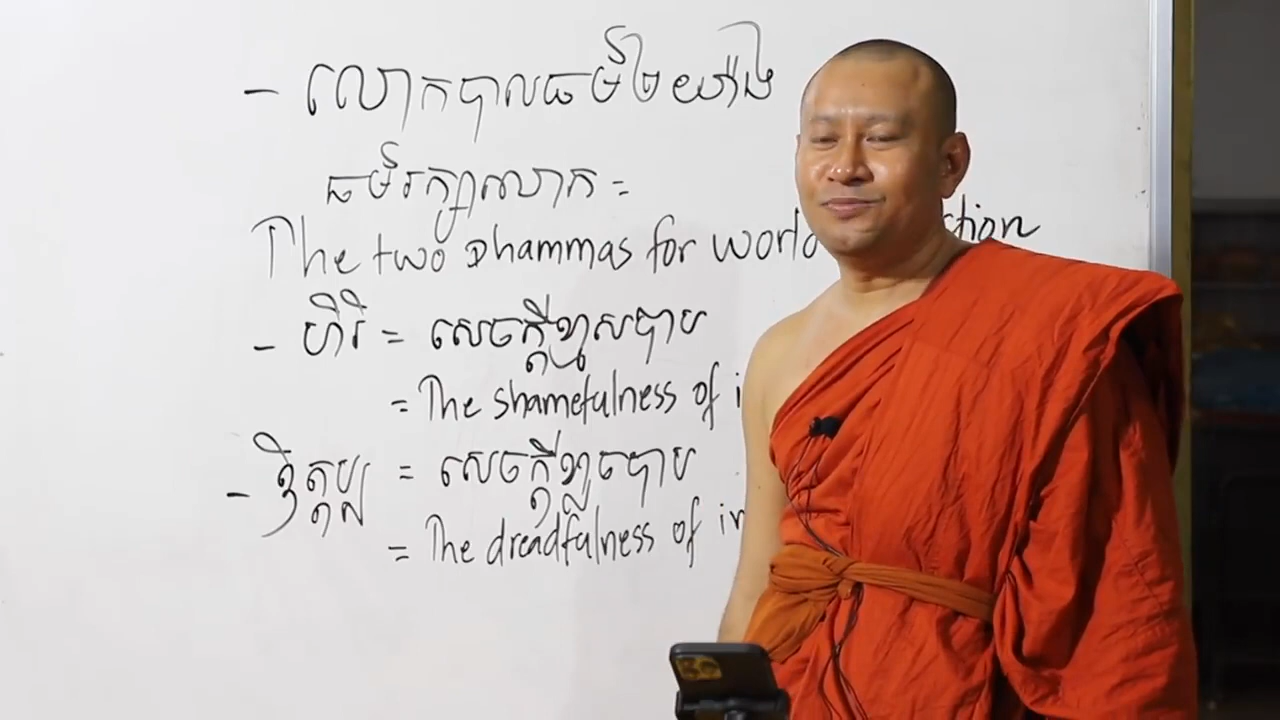 - លោកបាលធម៌២យ៉ាង
ធម៌រក្សាលោក =
The two Dhammas for world
- ហិរិ = សេចក្ដីខ្មាសបាប
= The shamefulness of
- ឱត្តប្ប = សេចក្ដីខ្លាចបាប
= The dreadfulness of